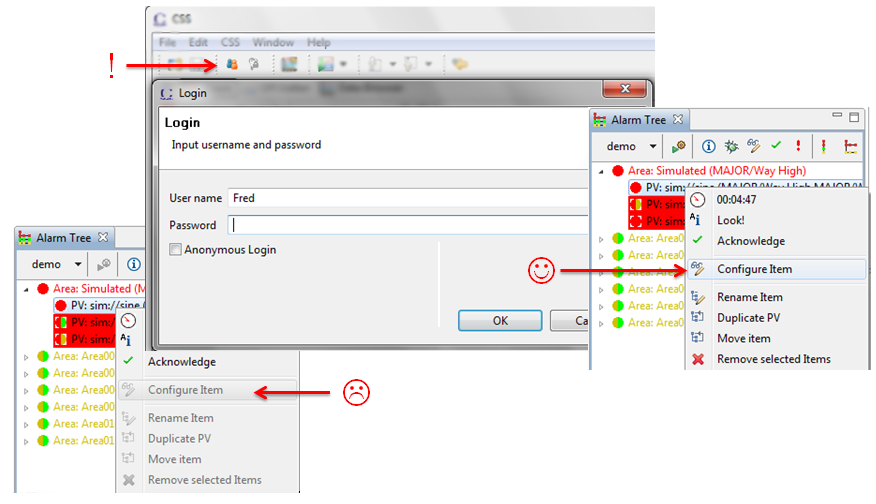 CSS
File Edit CSS Window Help
!
Login
Login
Input username and password
User name Fred
Password
Anonymous Login
OK Ca
Alarm Tree
demo
Area: Simulated (MAJOR/Way High)
PV: sim://sine (MAJOR/Way High MAJOR/W
PV: sim:
PV: sim:
Area: Area0
Area: Area0
Area: Area0
Area: Area0
Area: Area0
Area: Area0
00:04:47
Look!
Acknowledge
Configure Item
Rename Item
Duplicate PV
Move item
Remove selected Items
Alarm Tree
demo
Area: Simulated (M
PV: sim://sine (
PV: sim:/
PV: sim:/
Area: Area00
Area: Area00
Area: Area00
Area: Area00
Area: Area01
Area: Area01
Acknowledge
Configure Item
Rename Item
Duplicate PV
Move item
Remove selected Items